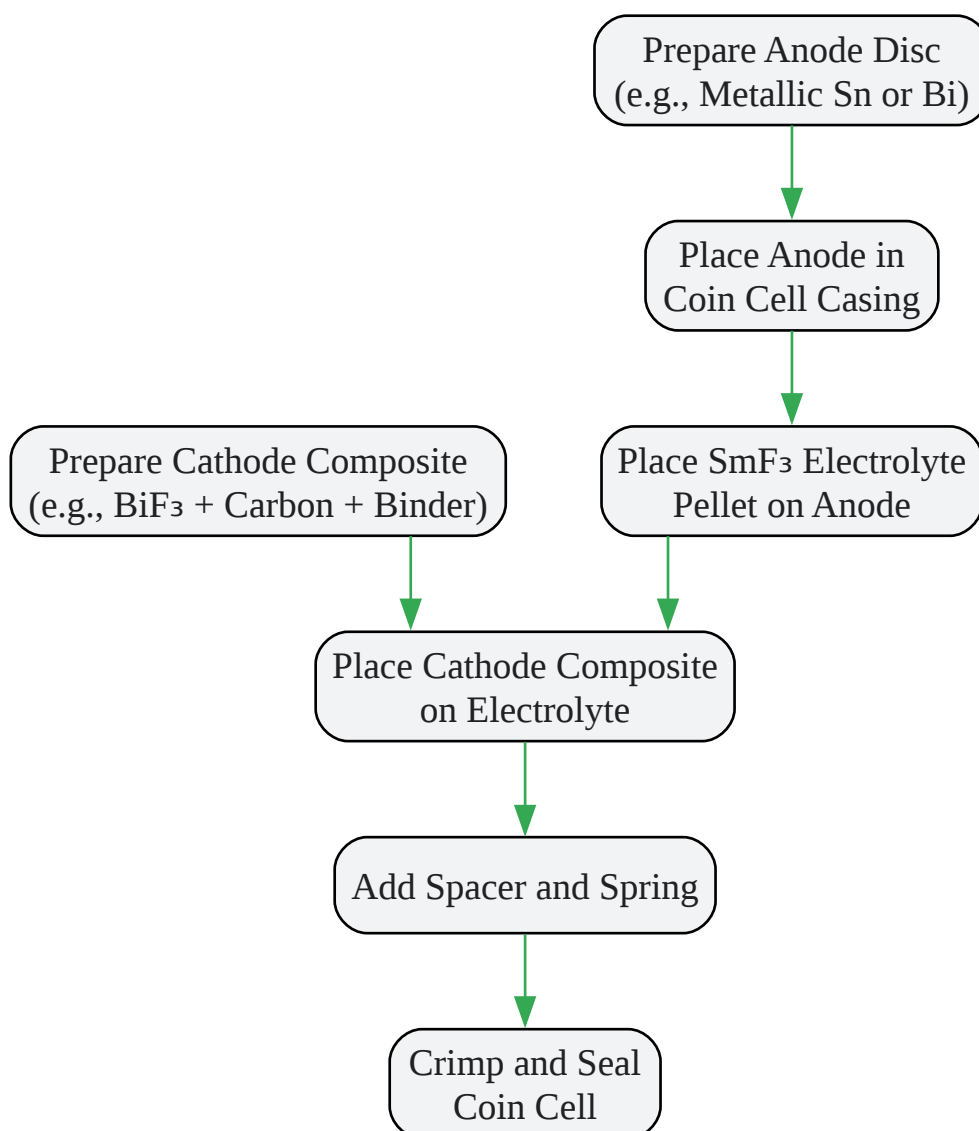 Prepare Anode Disc
(e.g., Metallic Sn or Bi)
Place Anode in
Coin Cell Casing
Prepare Cathode Composite
(e.g., BiF₃ + Carbon + Binder)
Place SmF₃ Electrolyte
Pellet on Anode
Place Cathode Composite
on Electrolyte
Add Spacer and Spring
Crimp and Seal
Coin Cell